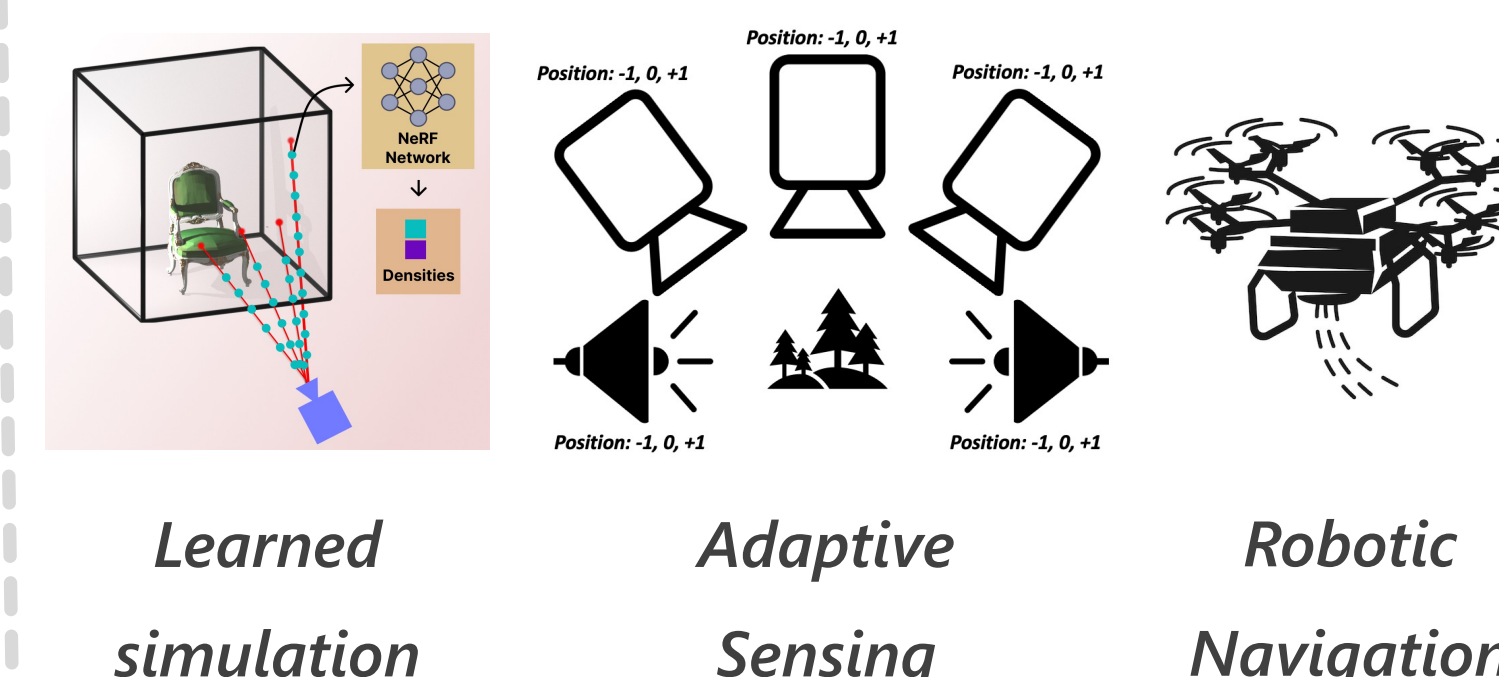 NeRF
Network
Densities
Position: -1, 0, +1
Position: -1, 0, +1
Position: -1, 0, +1
Position: -1, 0, +1
Position: -1, 0, +1
Learned
simulation
Adaptive
Sensing
Robotic
Navigation